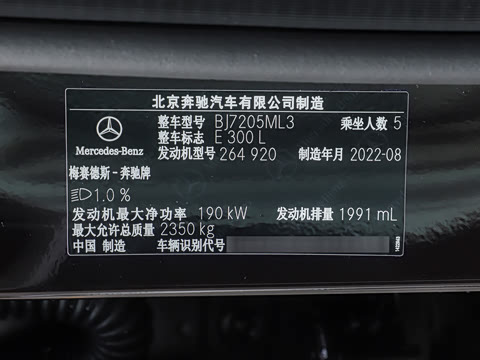 北京奔驰汽车有限公司制造
整车型号 BJ7205ML3 乘坐人数 5
整车标志 E 300 L
Mercedes-Benz 发动机型号 264 920 制造年月 2022-08
梅赛德斯-奔驰牌
1.0 %
发动机最大净功率 190 kW 发动机排量 1991 mL
最大允许总质量 2350 kg
中国 制造 车辆识别代号